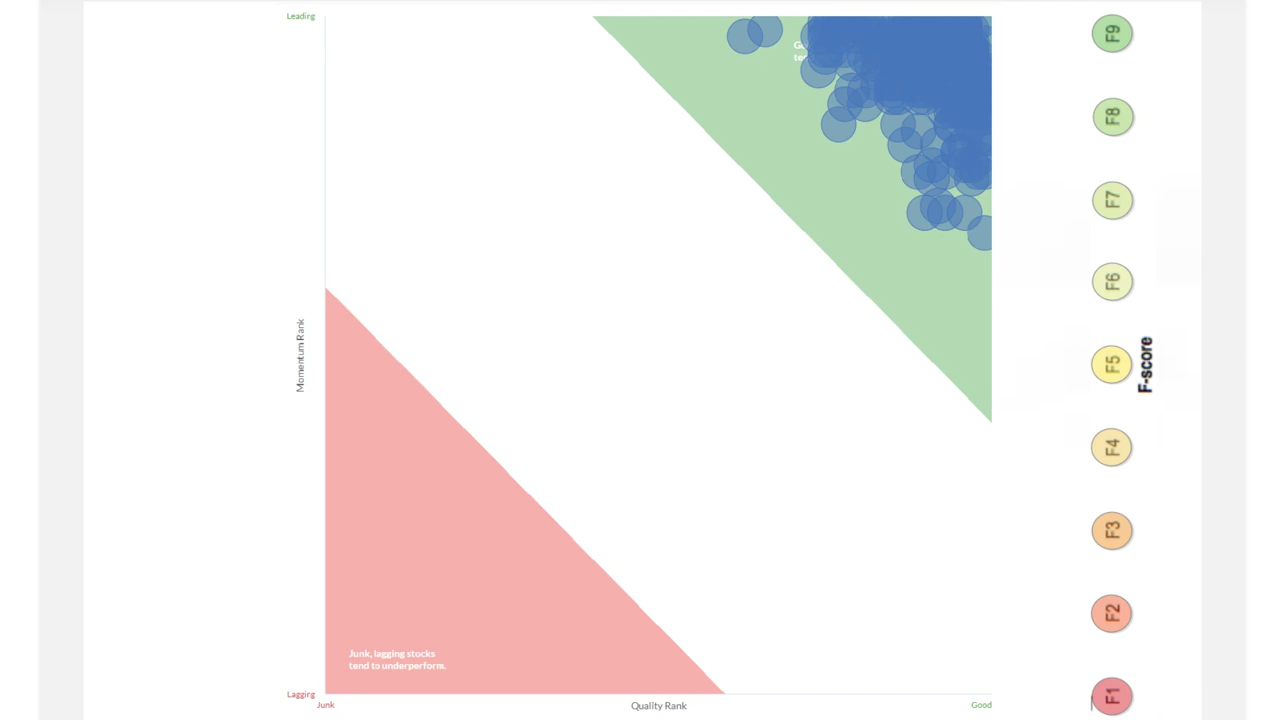 Leading
Momentum Rank
Junk, lagging stocks
tend to underperform.
Lagging
Junk
Quality Rank
Good
F9
F8
F7
F6
F5
F4
F3
F2
F1
F-score